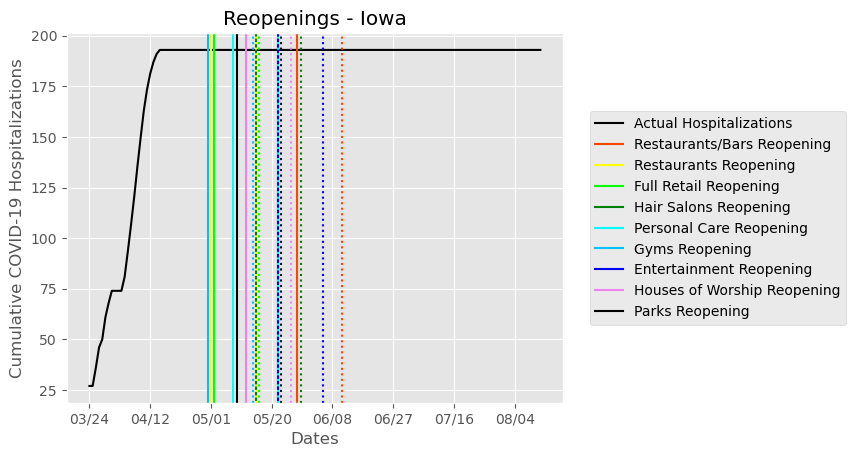 Reopenings - Iowa
Cumulative COVID-19 Hospitalizations
200
175
150
125
100
75
50
25
03/24 04/12 05/01 05/20 06/08 06/27 07/16 08/04
Dates
Actual Hospitalizations
Restaurants/Bars Reopening
Restaurants Reopening
Full Retail Reopening
Hair Salons Reopening
Personal Care Reopening
Gyms Reopening
Entertainment Reopening
Houses of Worship Reopening
Parks Reopening